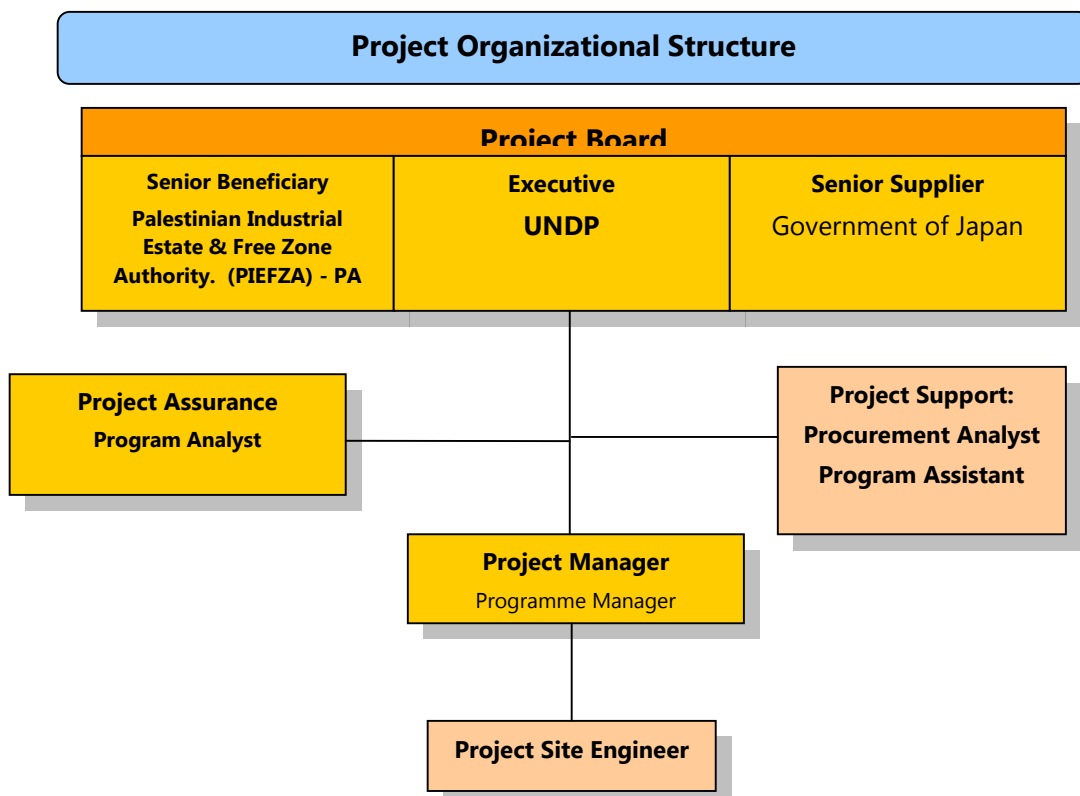 Project Organizational Structure
Project Board
Senior Beneficiary
Palestinian Industrial
Estate & Free Zone
Authority.  (PIEFZA) - PA
Executive
UNDP
Senior Supplier
Government of Japan
Project Assurance
Program Analyst
Project Support:
Procurement Analyst
Program Assistant
Project Manager
Programme Manager
Project Site Engineer